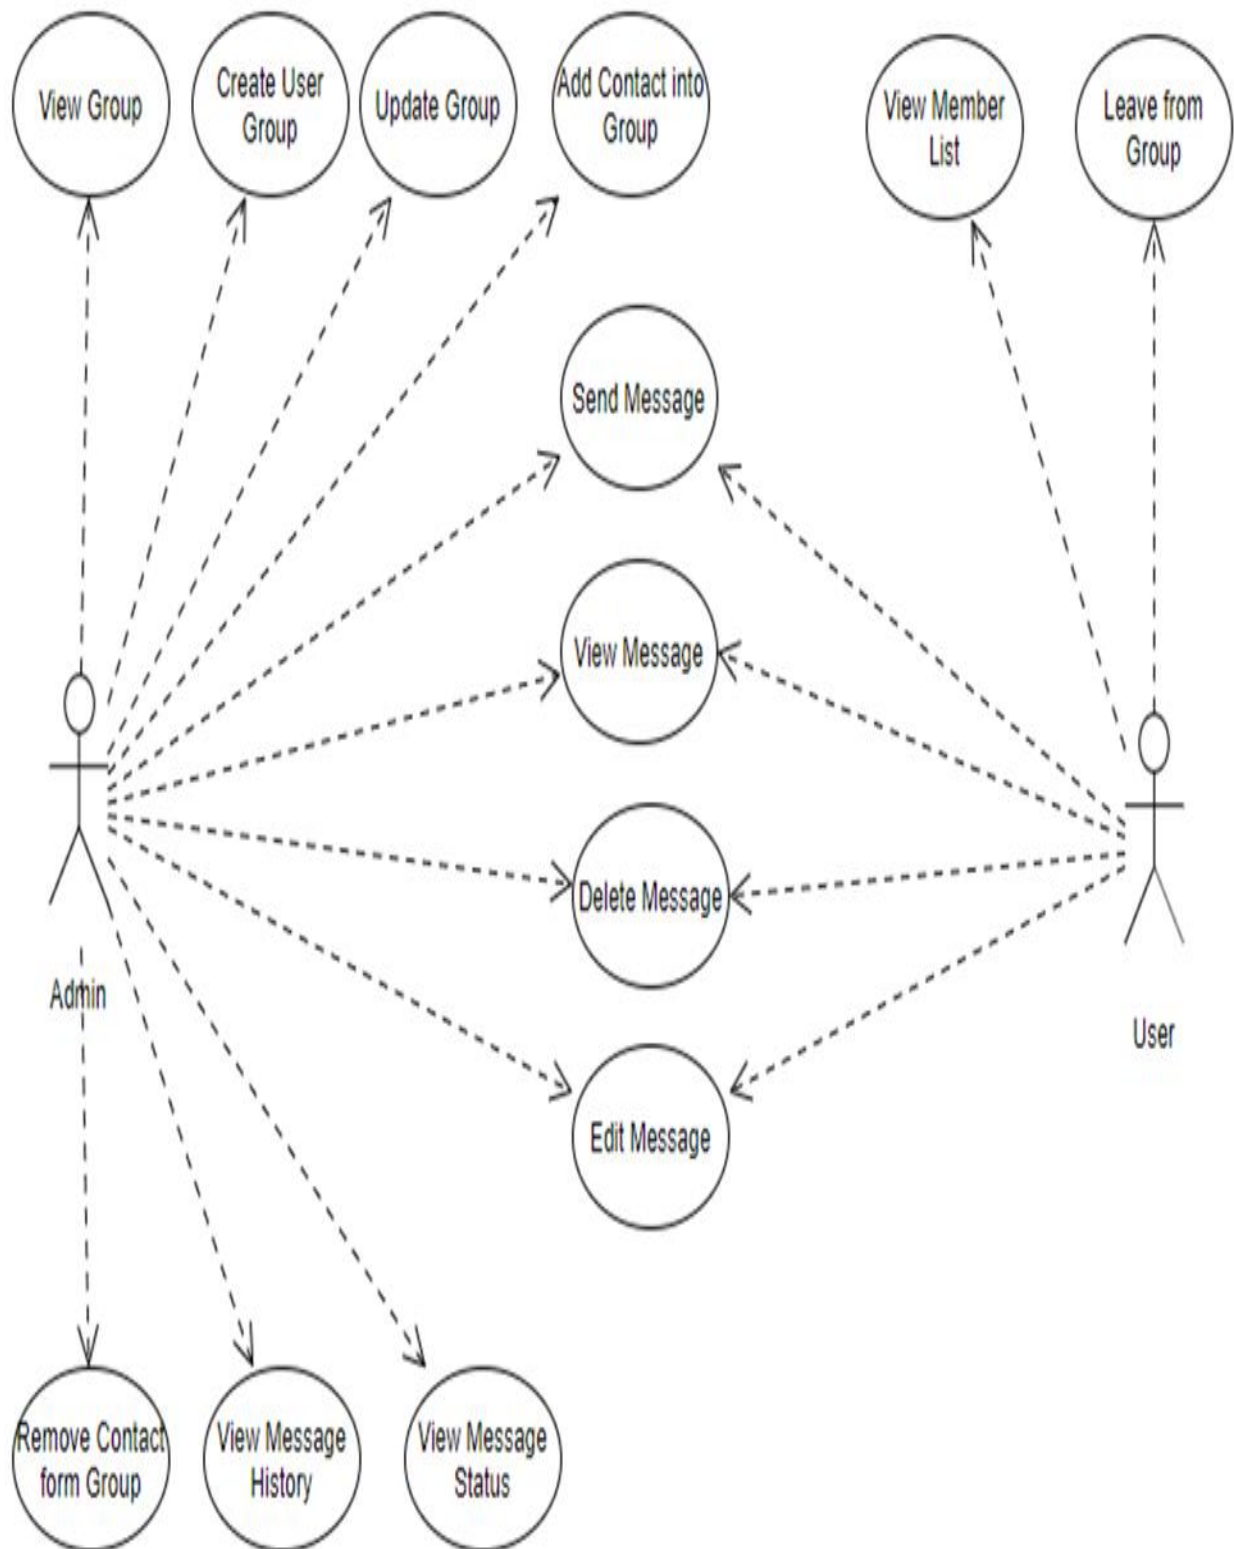 View Group
Create User
Group
Update Group
Add Contact into
Group
View Member
List
Leave from
Group
Send Message
View Message
Delete Message
Admin
User
Edit Message
Remove Contact
form Group
View Message
History
View Message
Status